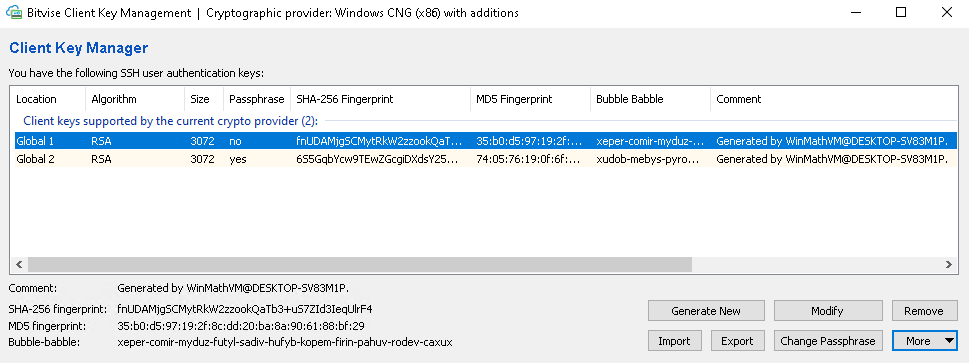 Bitvise Client Key Management | Cryptographic provider: Windows CNG (x86) with additions
Client Key Manager
You have the following SSH user authentication keys:
Location Algorithm Size Passphrase SHA-256 Fingerprint MD5 Fingerprint Bubble Babble Comment
Client keys supported by the current crypto provider (2):
Global 1 RSA 3072 no fnUDAMjgSCMytRkW2zzookQaT... 35:b0:d5:97:19:2f:... xeper-comir-myduz-... Generated by WinMathVM@DESKTOP-SV83M1P.
Global 2 RSA 3072 yes 6S5GqbYcw9TEwZGcgiDXdsY25... 74:05:76:19:0f:6f:... xudob-mebys-pyro... Generated by WinMathVM@DESKTOP-SV83M1P.
Comment: Generated by WinMathVM@DESKTOP-SV83M1P.
SHA-256 fingerprint: fnUDAMjgSCMytRkW2zzookQaTb3+uS7ZId3IeqUlrF4
MD5 fingerprint: 35:b0:d5:97:19:2f:8c:dd:20:ba:8a:90:61:88:bf:29
Bubble-babble: xeper-comir-myduz-futyl-sadiv-hufyb-kopem-firin-pahuv-rodev-caxux
Generate New Modify Remove
Import Export Change Passphrase More